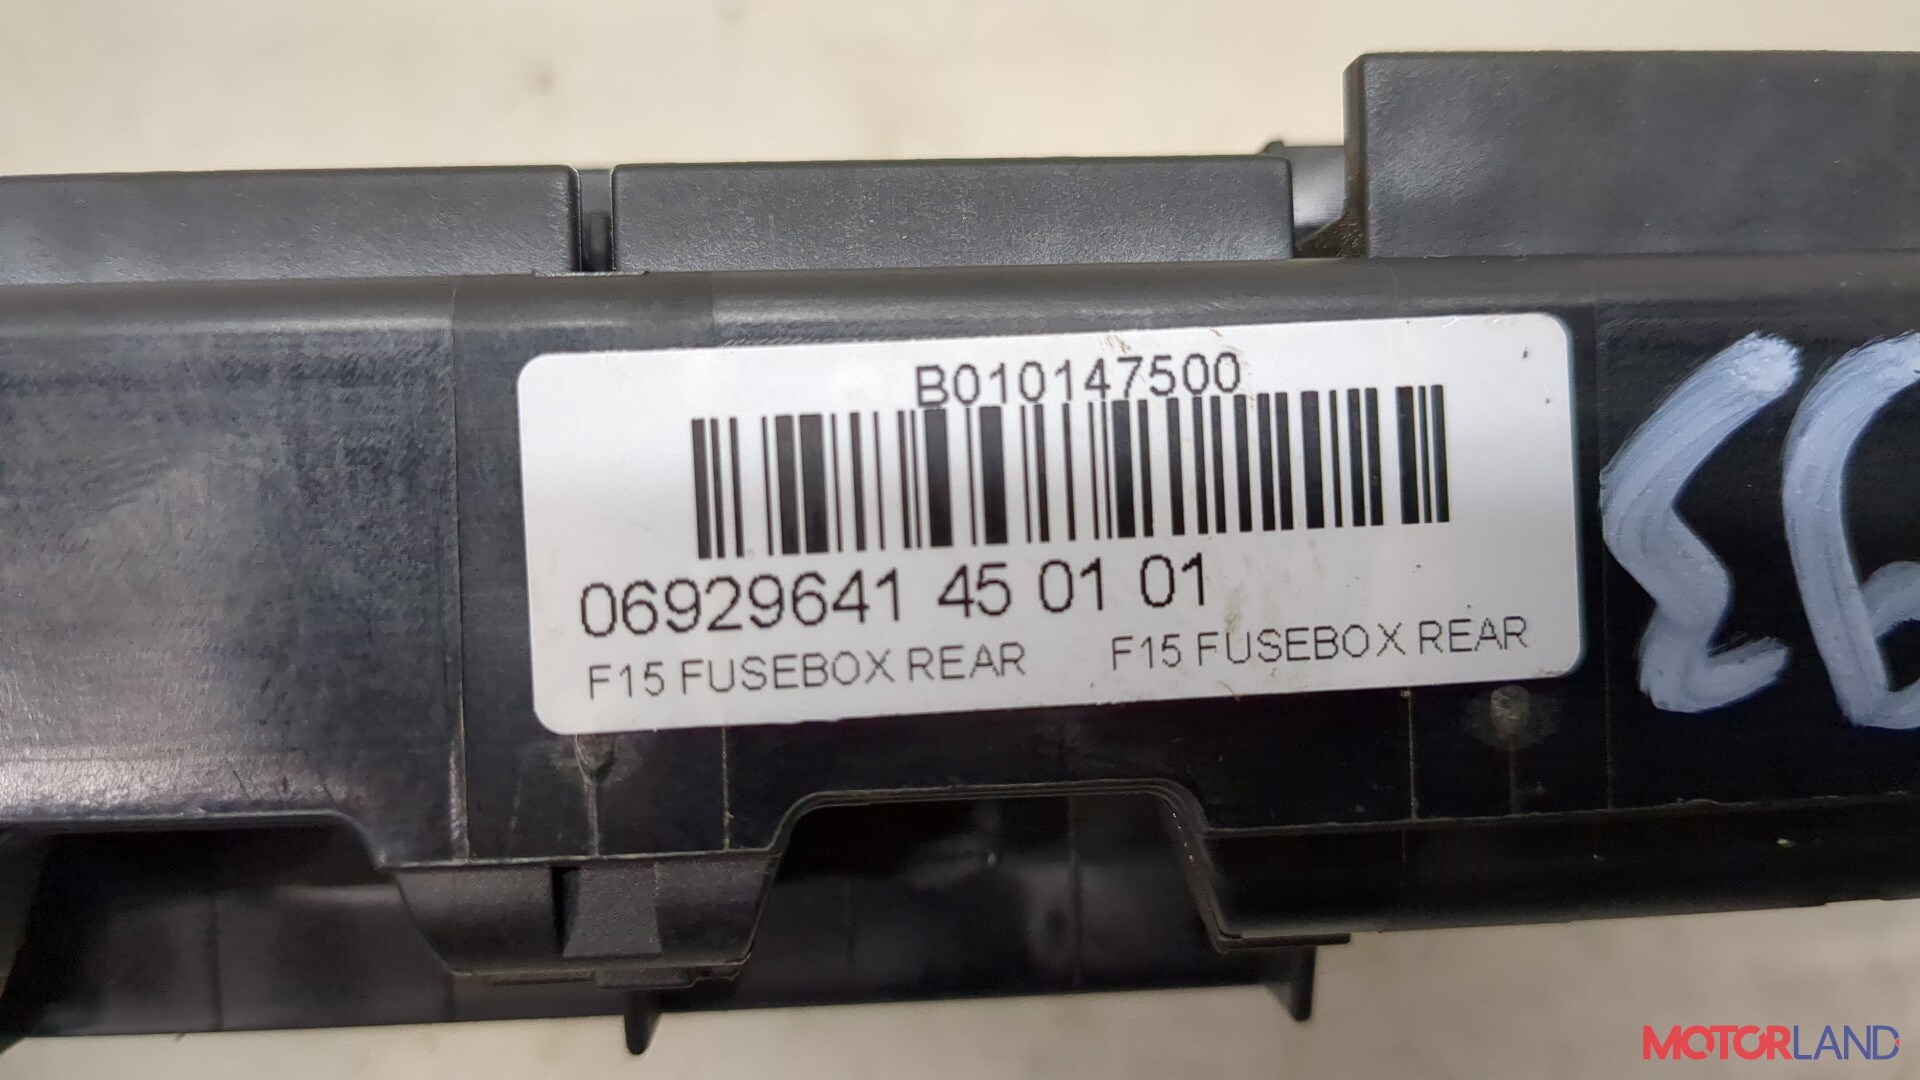 B010147500
06929641 45 01 01
F15 FUSEBOX REAR F15 FUSEBOX REAR
MOTORLAND